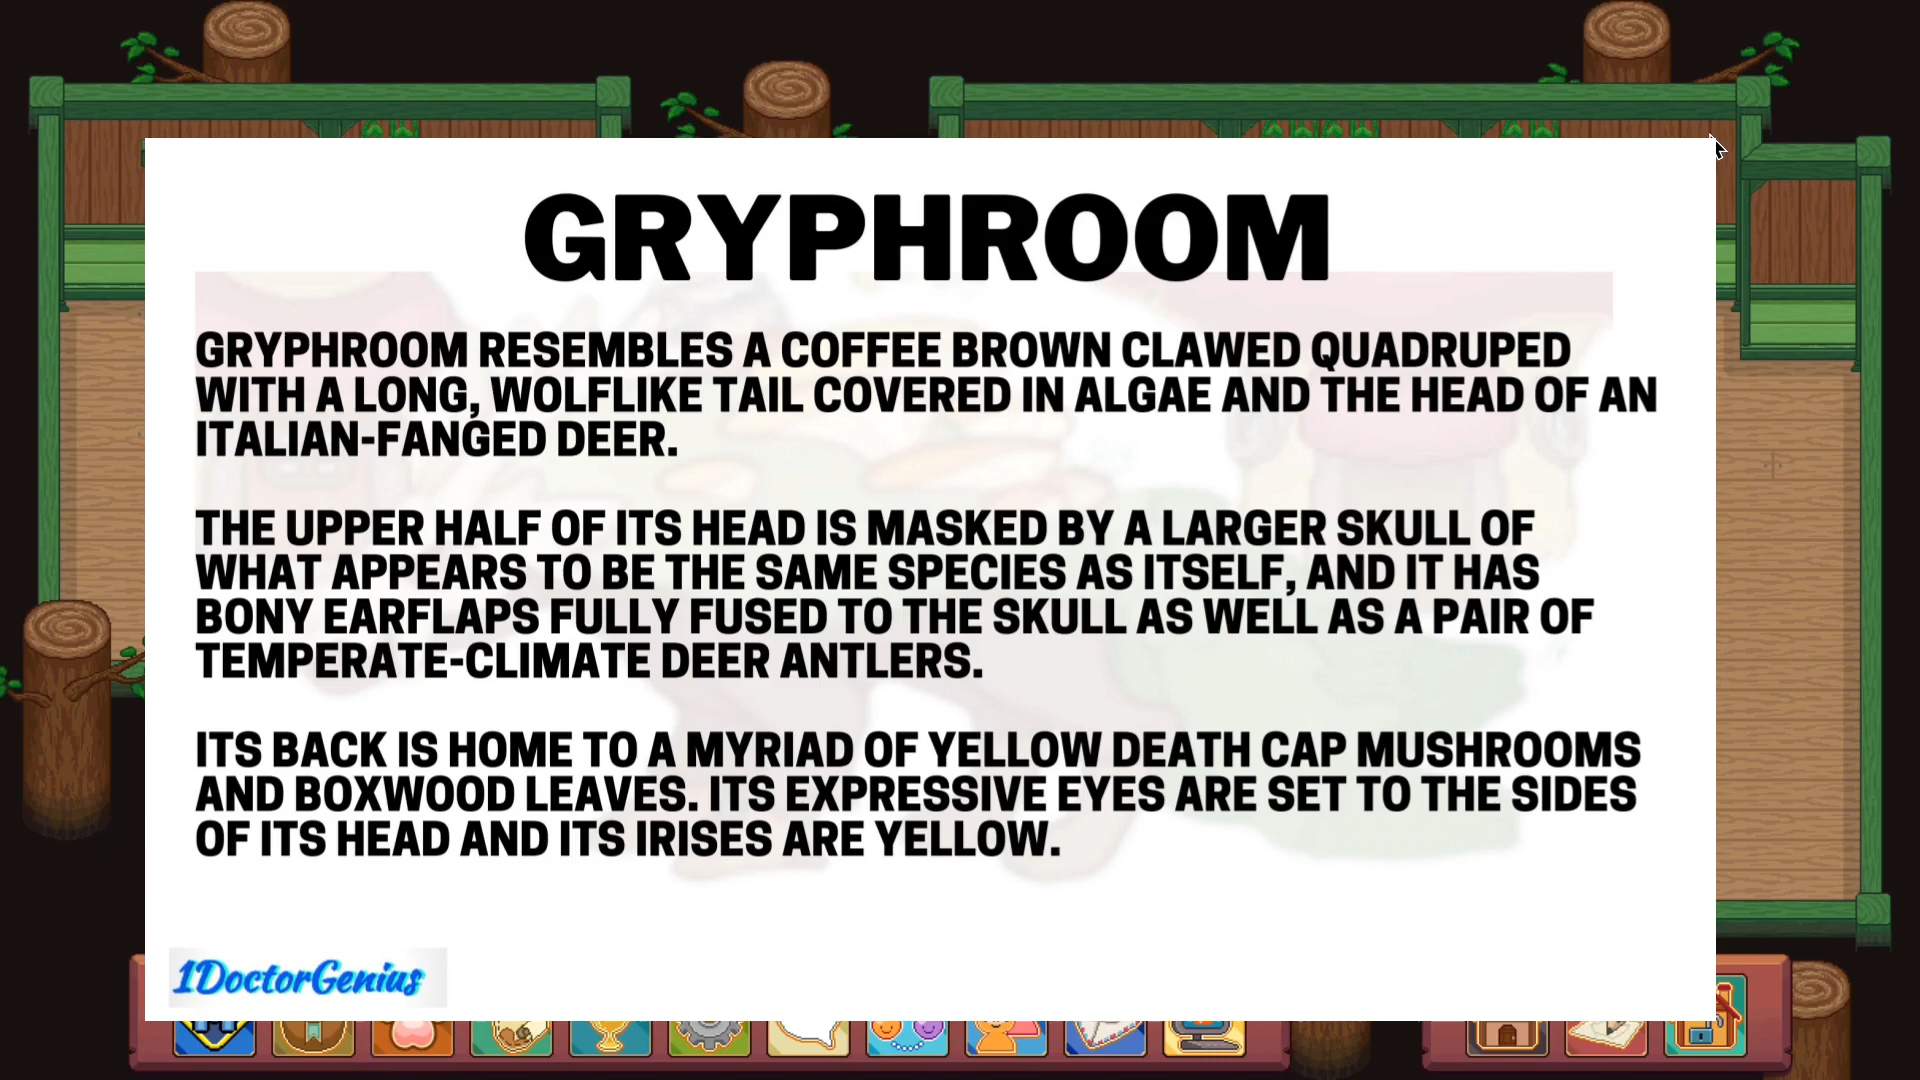 GRYPHROOM
GRYPHROOM RESEMBLES A COFFEE BROWN CLAWED QUADRUPED
WITH A LONG, WOLFLIKE TAIL COVERED IN ALGAE AND THE HEAD OF AN
ITALIAN-FANGED DEER.
THE UPPER HALF OF ITS HEAD IS MASKED BY A LARGER SKULL OF
WHAT APPEARS TO BE THE SAME SPECIES AS ITSELF, AND IT HAS
BONY EARFLAPS FULLY FUSED TO THE SKULL AS WELL AS A PAIR OF
TEMPERATE-CLIMATE DEER ANTLERS.
ITS BACK IS HOME TO A MYRIAD OF YELLOW DEATH CAP MUSHROOMS
AND BOXWOOD LEAVES. ITS EXPRESSIVE EYES ARE SET TO THE SIDES
OF ITS HEAD AND ITS IRISES ARE YELLOW.
1DoctorGenius